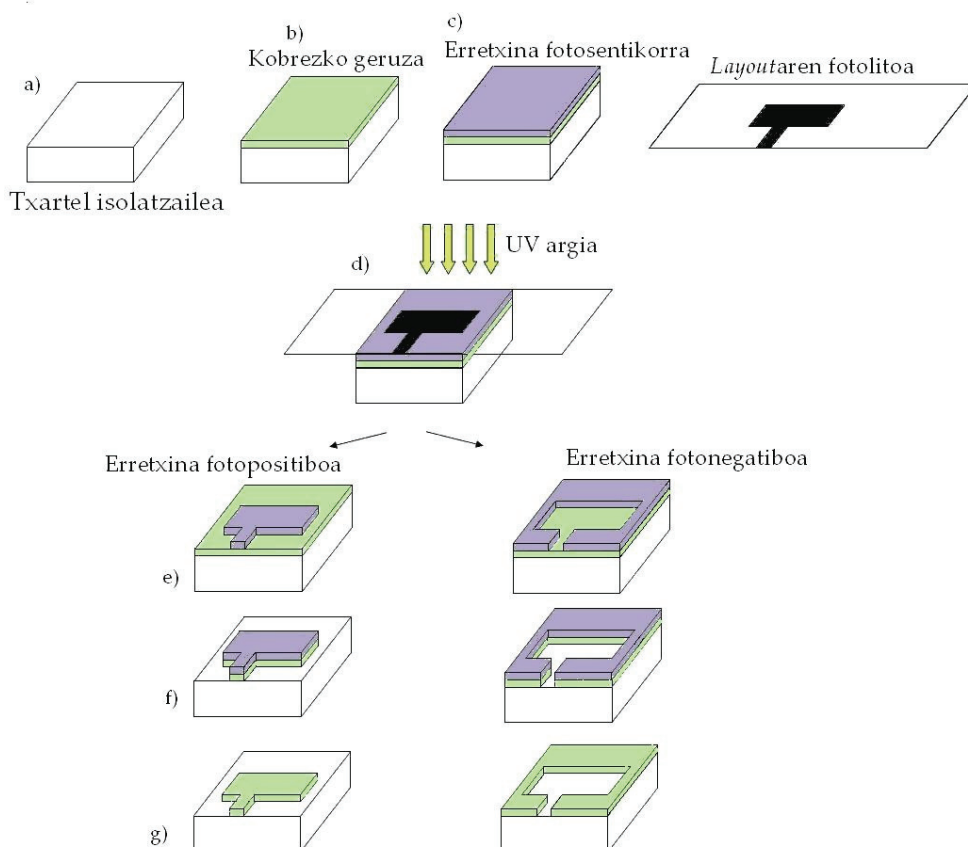 a)
Txartel isolatzailea
b)
Kobrezko geruza
c)
Erretxina fotosentikorra
Layoutaren fotolitoa
UV argia
d)
Erretxina fotopositiboa
Erretxina fotonegatiboa
e)
f)
g)